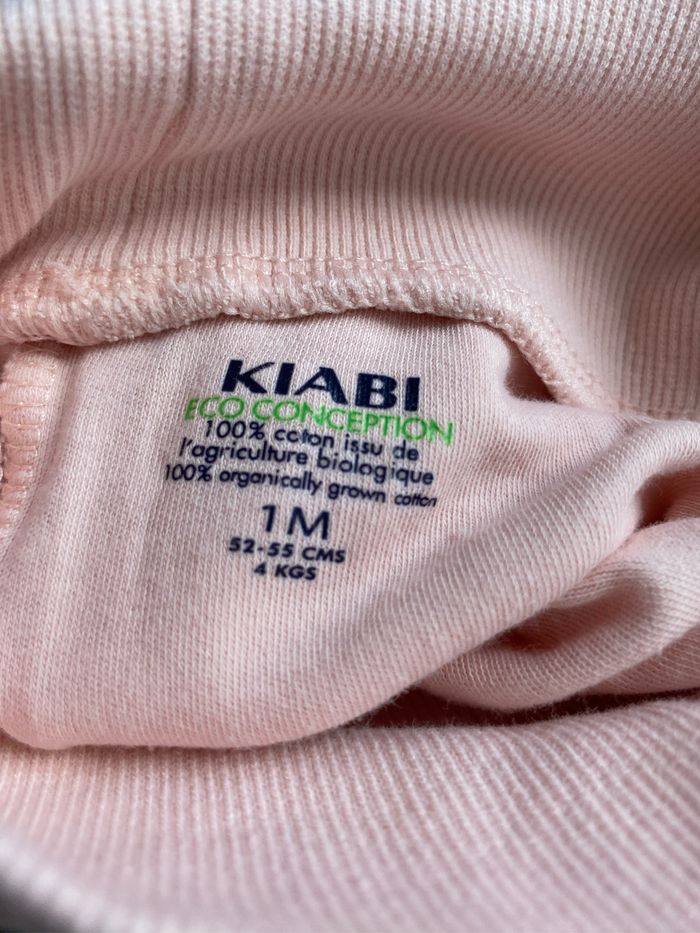 KIABI
ECO CONCEPTION
100% coton issu de
l'agriculture biologique
100% organically grown cotton
1M
52-55 CMS
4 KGS